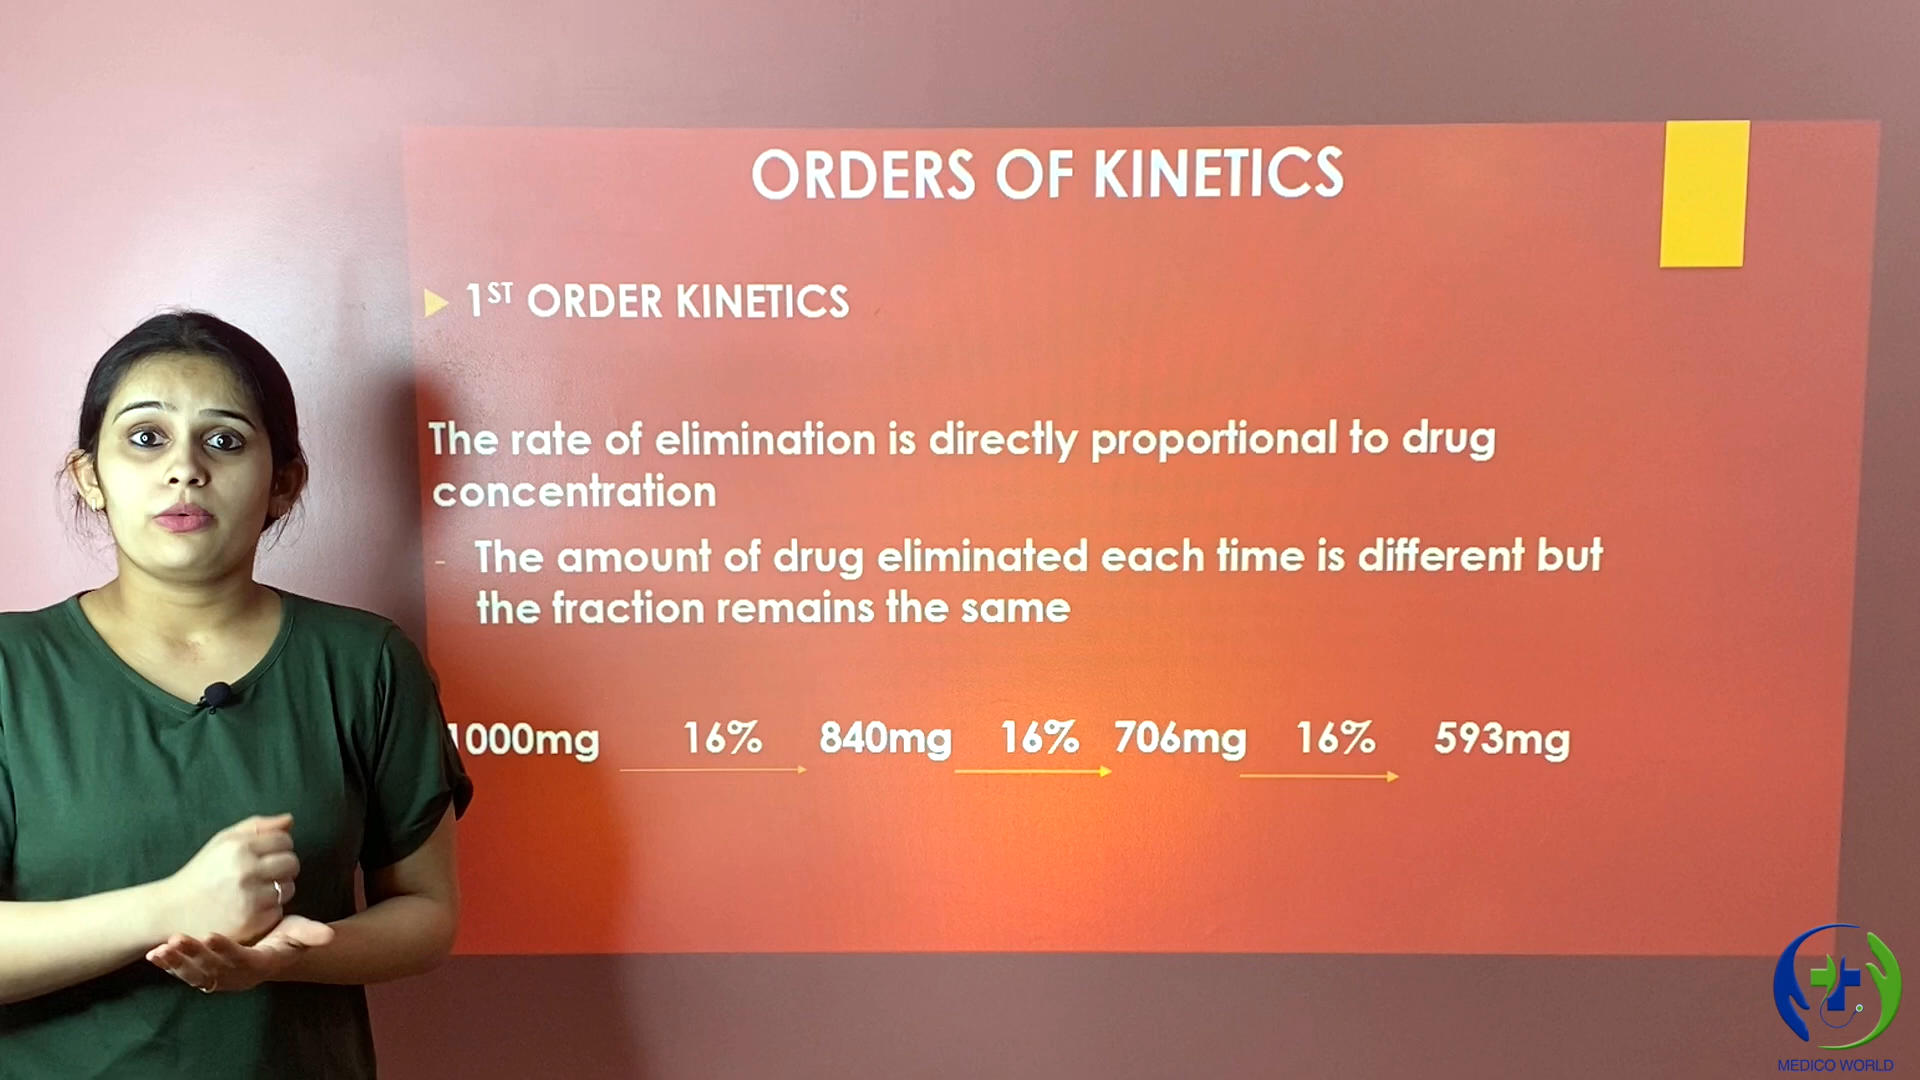 ORDERS OF KINETICS
1ST ORDER KINETICS
The rate of elimination is directly proportional to drug
concentration
- The amount of drug eliminated each time is different but
the fraction remains the same
1000mg 16% 840mg 16% 706mg 16% 593mg
MEDICO WORLD